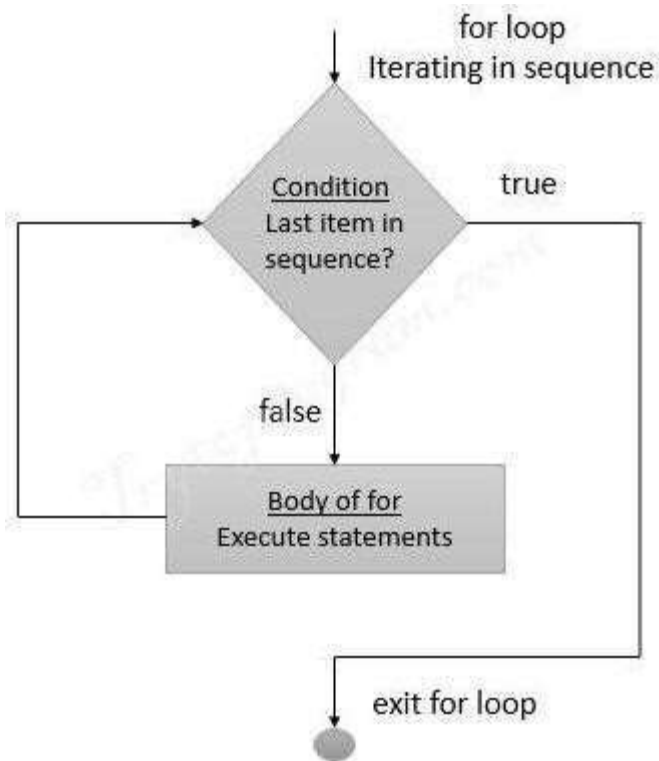 for loop
Iterating in sequence
Condition
Last item in
sequence?
true
false
Body of for
Execute statements
exit for loop